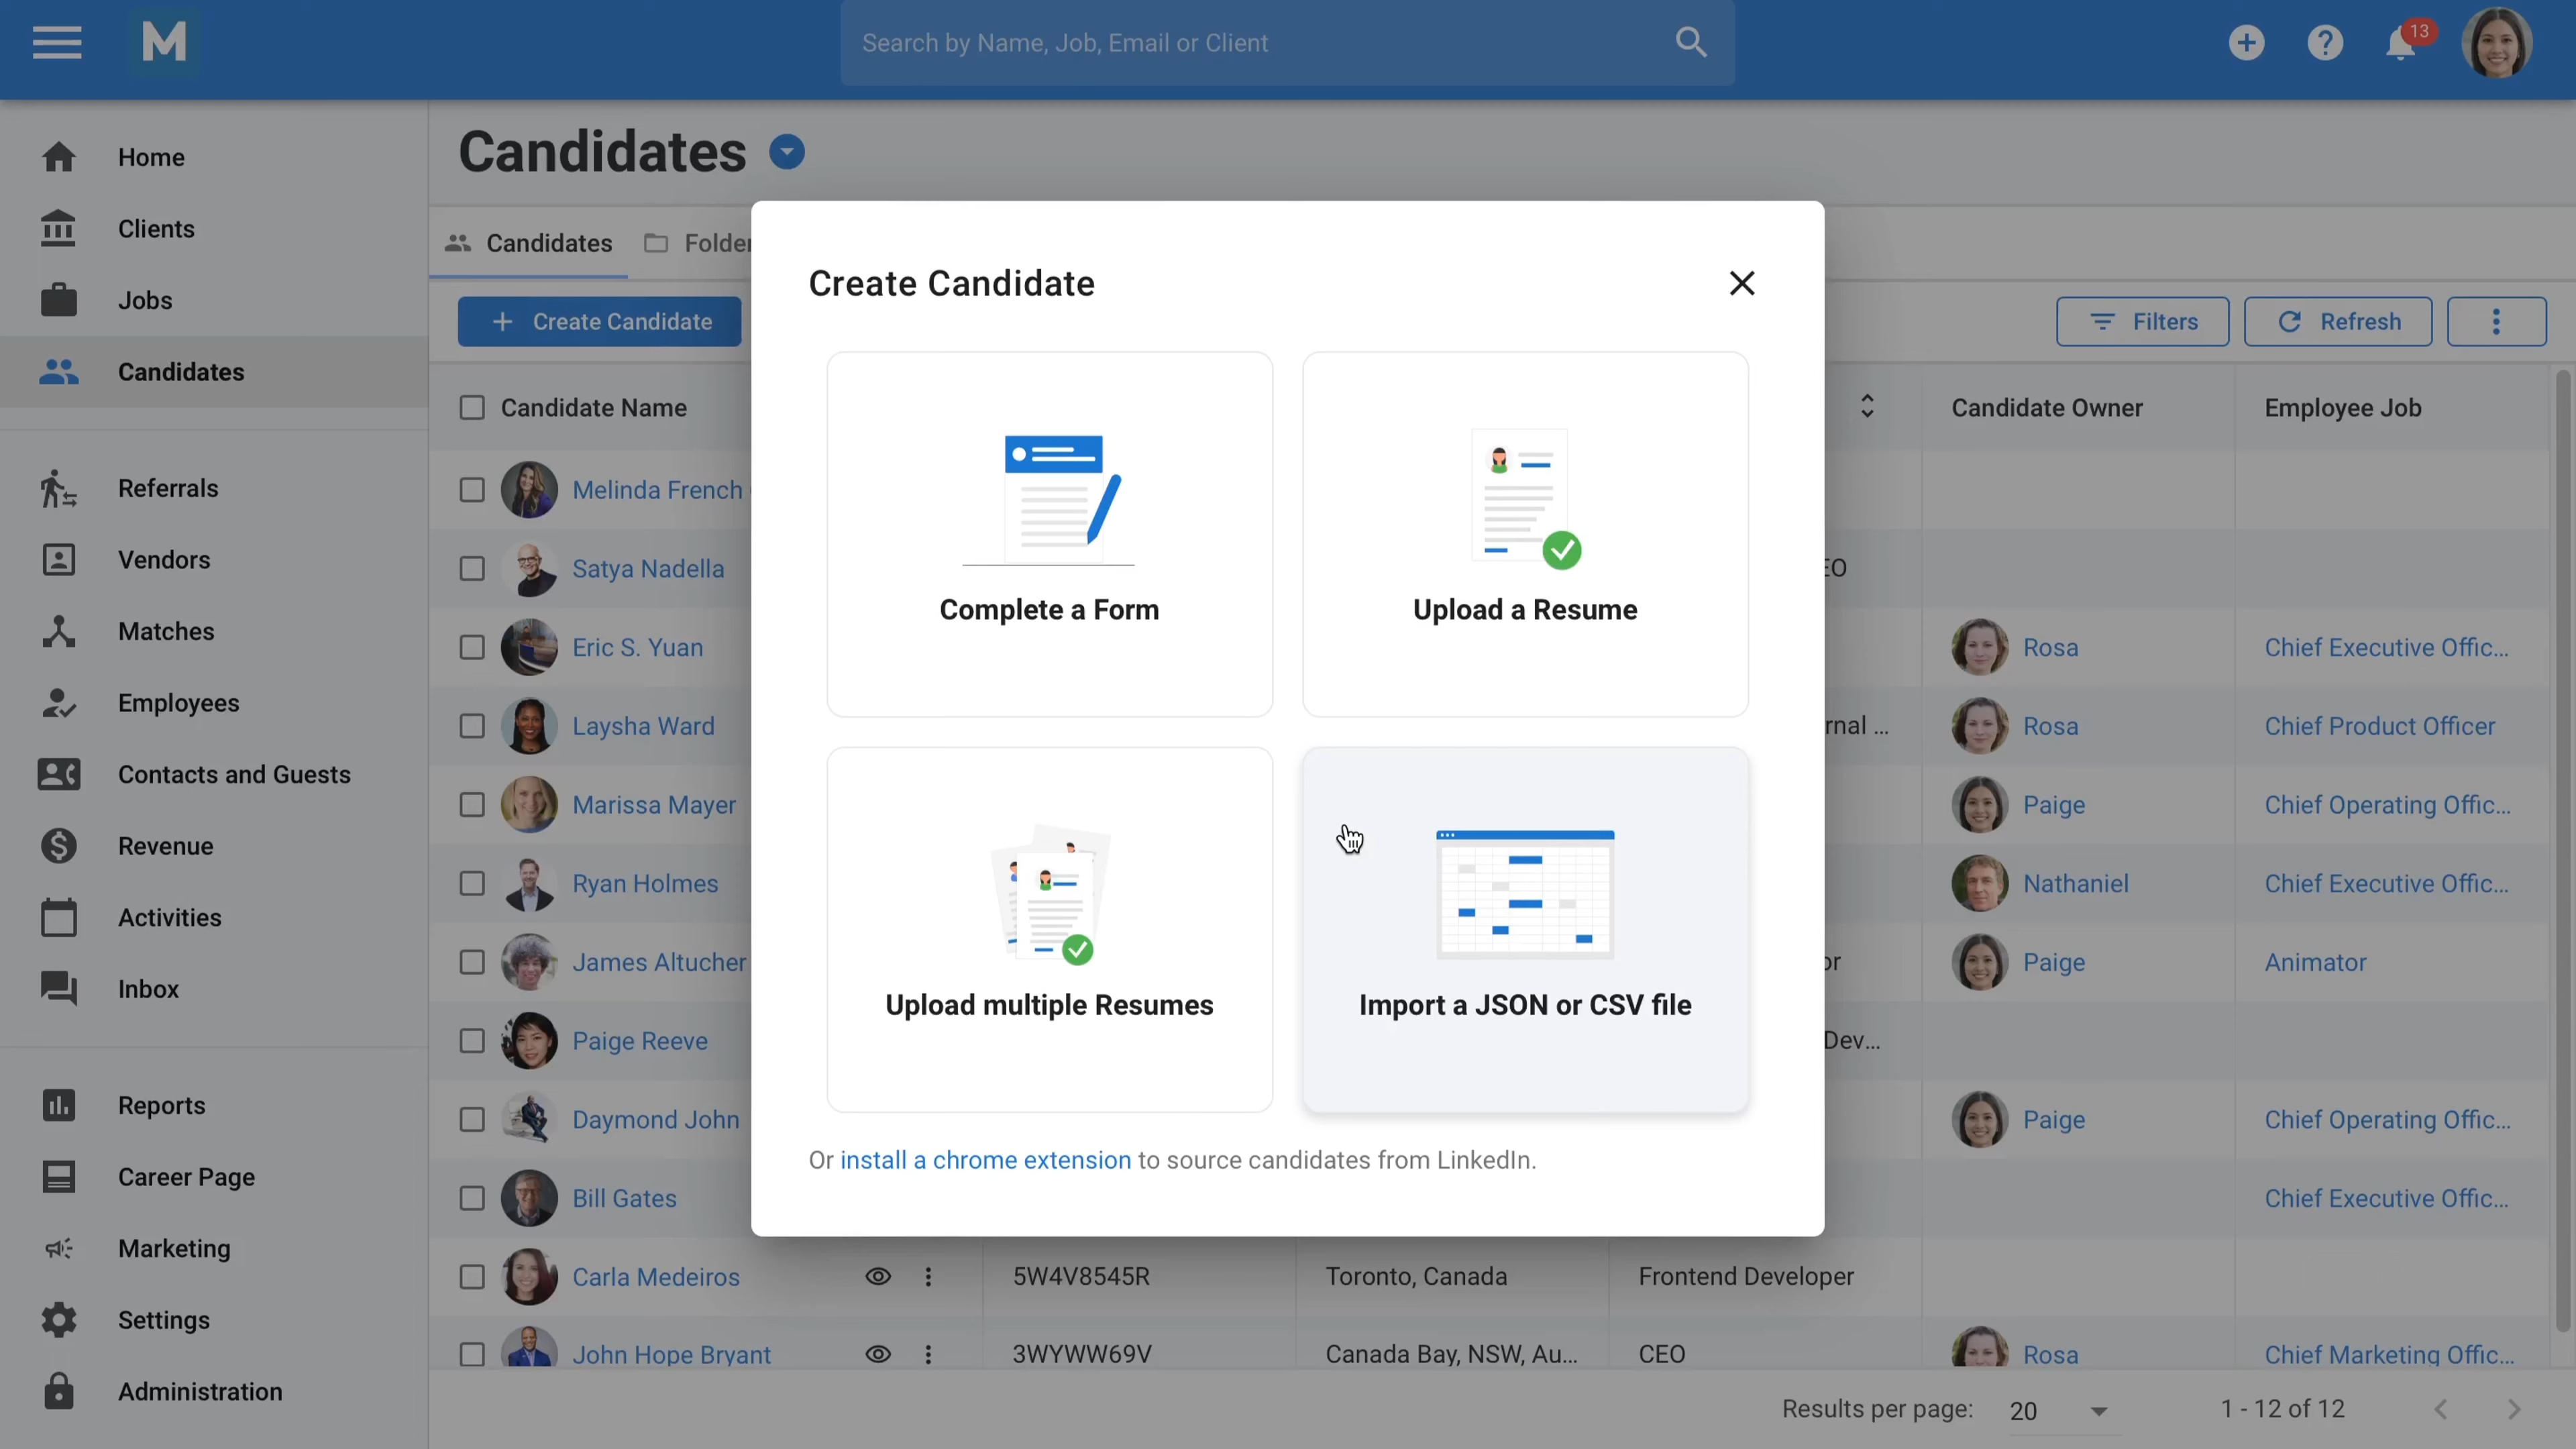 M
Search by Name, Job, Email or Client
13
Home
Clients
Jobs
Candidates
Referrals
Vendors
Matches
Employees
Contacts and Guests
Revenue
Activities
Inbox
Reports
Career Page
Marketing
Settings
Administration
Candidates
Candidates Folder
Create Candidate
Filters Refresh
Candidate Name Candidate Owner Employee Job
Melinda French
Satya Nadella EO
Eric S. Yuan Rosa Chief Executive Offic...
Laysha Ward rnal ... Rosa Chief Product Officer
Marissa Mayer Paige Chief Operating Offic...
Ryan Holmes Nathaniel Chief Executive Offic...
James Altucher or Paige Animator
Paige Reeve Dev...
Daymond John Paige Chief Operating Offic...
Bill Gates Chief Executive Offic...
Carla Medeiros 5W4V8545R Toronto, Canada Frontend Developer
John Hope Bryant 3WYWW69V Canada Bay, NSW, Au... CEO Rosa Chief Marketing Offic...
Results per page: 20 1 - 12 of 12
Create Candidate
Complete a Form
Upload a Resume
Upload multiple Resumes
Import a JSON or CSV file
Or install a chrome extension to source candidates from LinkedIn.